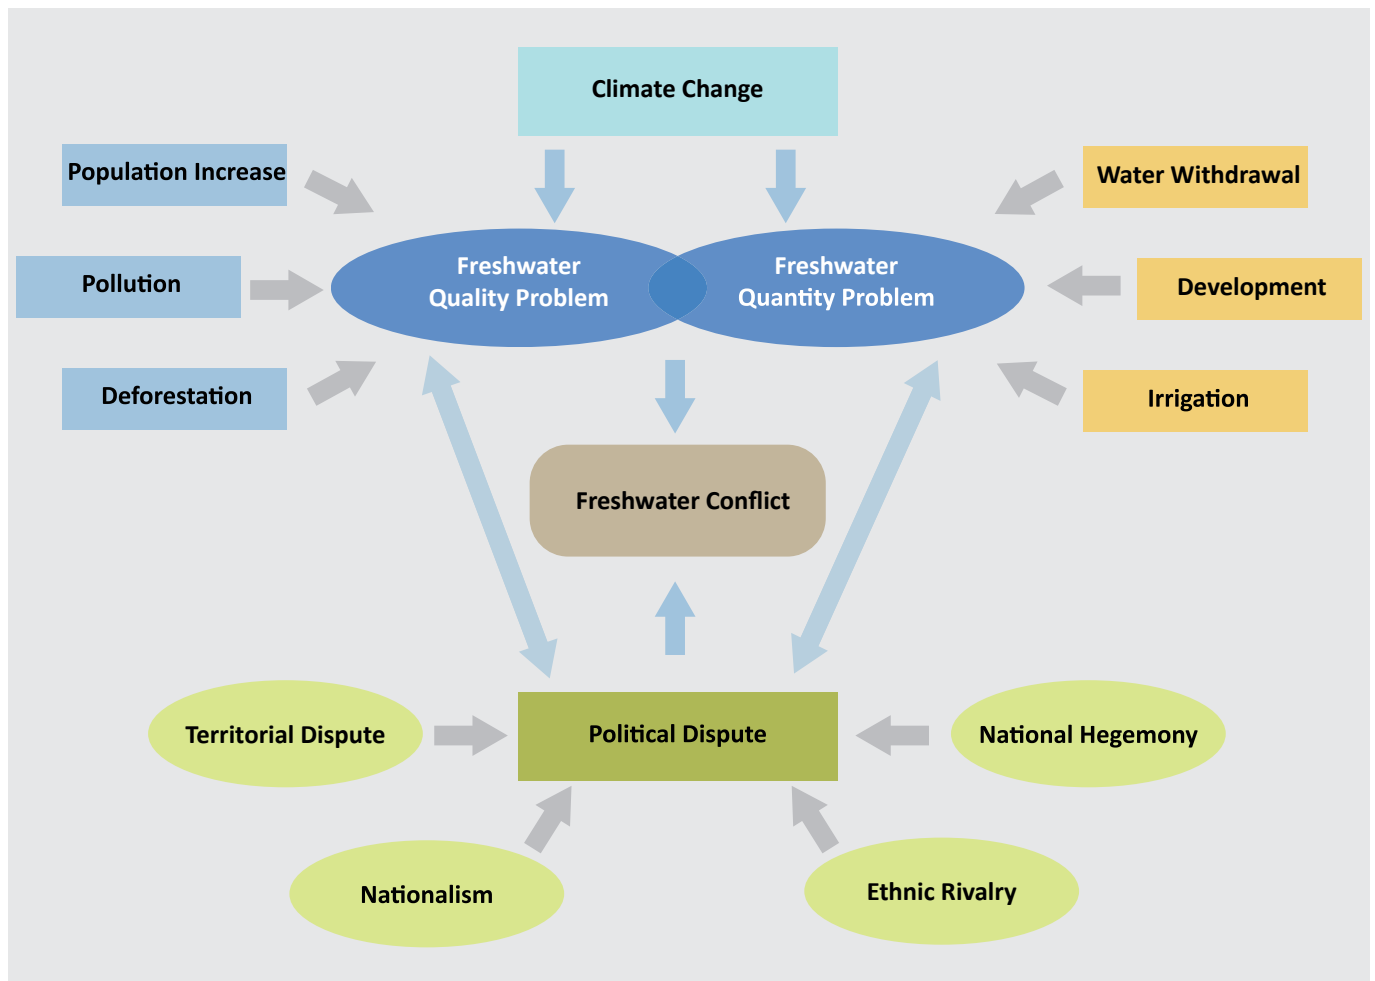 Climate Change
Population Increase
Water Withdrawal
Freshwater
Quality Problem
Freshwater
Quantity Problem
Pollution
Development
Deforestation
Irrigation
Freshwater Conflict
Territorial Dispute
Political Dispute
National Hegemony
Nationalism
Ethnic Rivalry